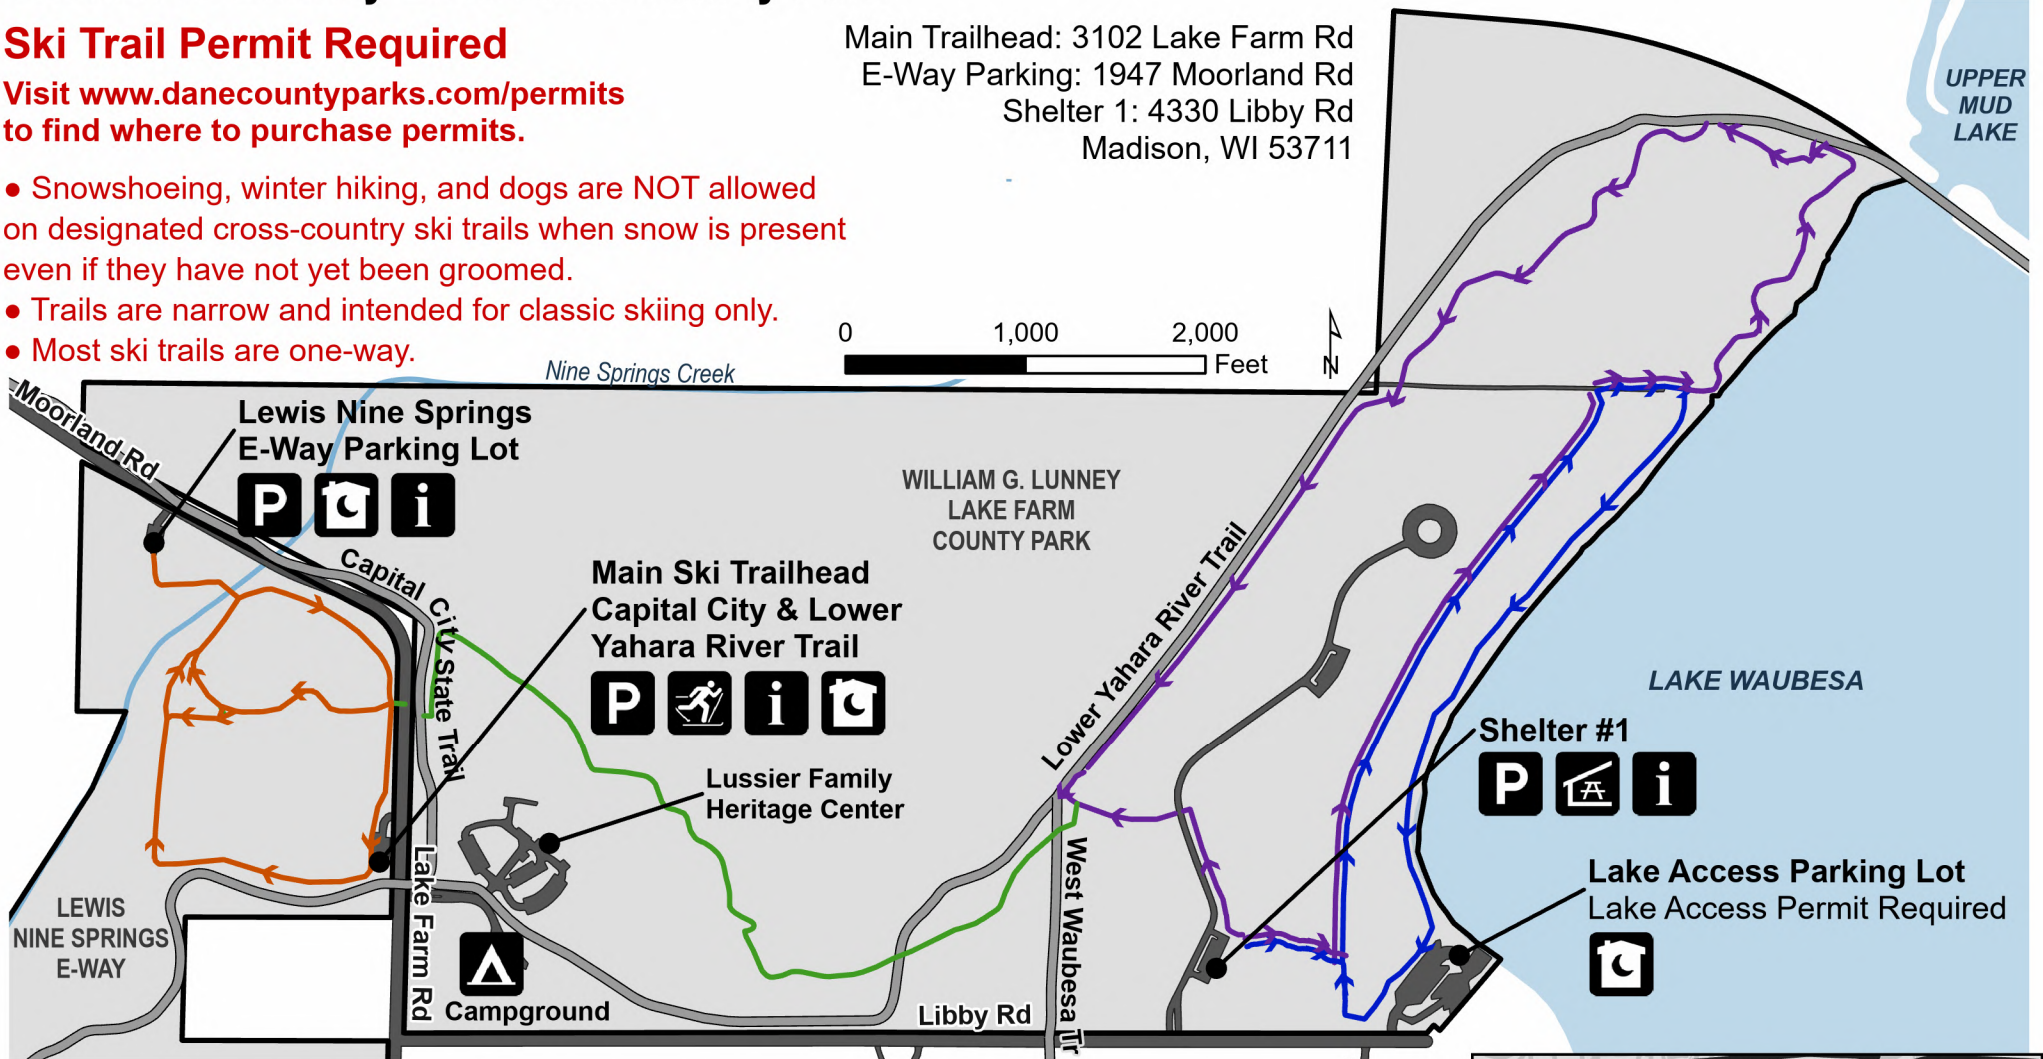 Ski Trail Permit Required
Visit www.danecountyparks.com/permits
to find where to purchase permits.
● Snowshoeing, winter hiking, and dogs are NOT allowed
on designated cross-country ski trails when snow is present
even if they have not yet been groomed.
● Trails are narrow and intended for classic skiing only.
● Most ski trails are one-way.
Main Trailhead: 3102 Lake Farm Rd
E-Way Parking: 1947 Moorland Rd
Shelter 1: 4330 Libby Rd
Madison, WI 53711
UPPER
MUD
LAKE
0 1,000 2,000
Feet
N
Nine Springs Creek
Moorland Rd
Lewis Nine Springs
E-Way Parking Lot
P i
Capital City State Trail
Main Ski Trailhead
Capital City & Lower
Yahara River Trail
P i
WILLIAM G. LUNNEY
LAKE FARM
COUNTY PARK
Lower Yahara River Trail
LAKE WAUBESA
Shelter #1
P i
Lussier Family
Heritage Center
Lake Access Parking Lot
Lake Access Permit Required
LEWIS
NINE SPRINGS
E-WAY
Lake Farm Rd
Campground
Libby Rd
West Waubesa Tr